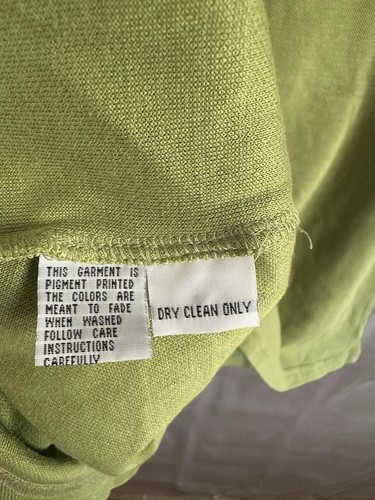 THIS GARMENT IS
PIGMENT PRINTED
THE COLORS ARE
MEANT TO FADE
WHEN WASHED
FOLLOW CARE
INSTRUCTIONS
CAREFULLY
DRY CLEAN ONLY